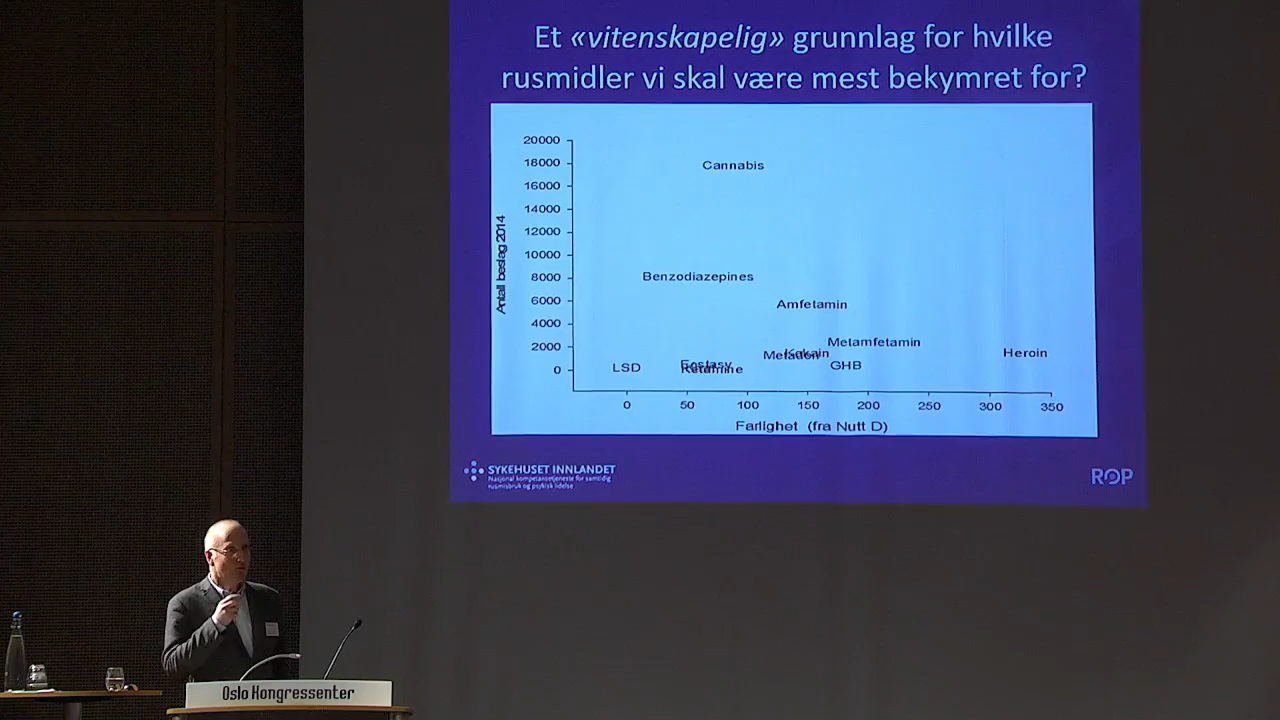 Et «vitenskapelig» grunnlag for hvilke
rusmidler vi skal være mest bekymret for?
20000
18000
16000
14000
12000
10000
8000
6000
4000
2000
0
Antall beslag 2014
Cannabis
Benzodiazepines
Amfetamin
Metamfetamin
Kokain
Metadon
Heroin
Ecstasy
Ketamine
LSD
GHB
0 50 100 150 200 250 300 350
Farlighet (fra Nutt D)
SYKEHUSET INNLANDET
Nasjonal kompetansetjeneste for samtidig
rusmisbruk og psykisk lidelse
ROP
Oslo Kongressenter